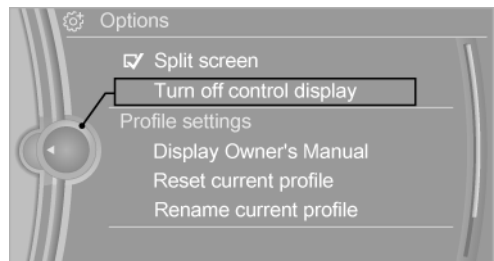 Options
Split screen
Turn off control display
Profile settings
Display Owner's Manual
Reset current profile
Rename current profile